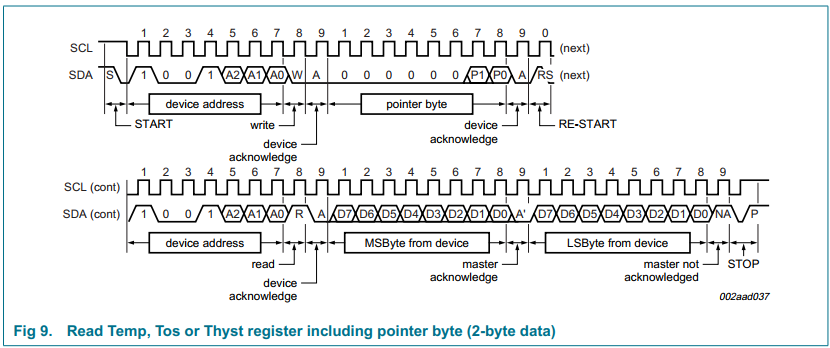 1 2 3 4 5 6 7 8 9 1 2 3 4 5 6 7 8 9 0
SCL (next)
SDA S 1 0 0 1 A2 A1 A0 W A 0 0 0 0 0 0 P1 P0 A RS (next)
device address pointer byte
START write device RE-START
device acknowledge
acknowledge
1 2 3 4 5 6 7 8 9 1 2 3 4 5 6 7 8 9 1 2 3 4 5 6 7 8 9
SCL (cont)
SDA (cont) 1 0 0 1 A2 A1 A0 R A D7 D6 D5 D4 D3 D2 D1 D0 A' D7 D6 D5 D4 D3 D2 D1 D0 NA P
device address MSByte from device LSByte from device
read master master not STOP
device acknowledge acknowledged
acknowledge
002aad037
Fig 9. Read Temp, Tos or Thyst register including pointer byte (2-byte data)